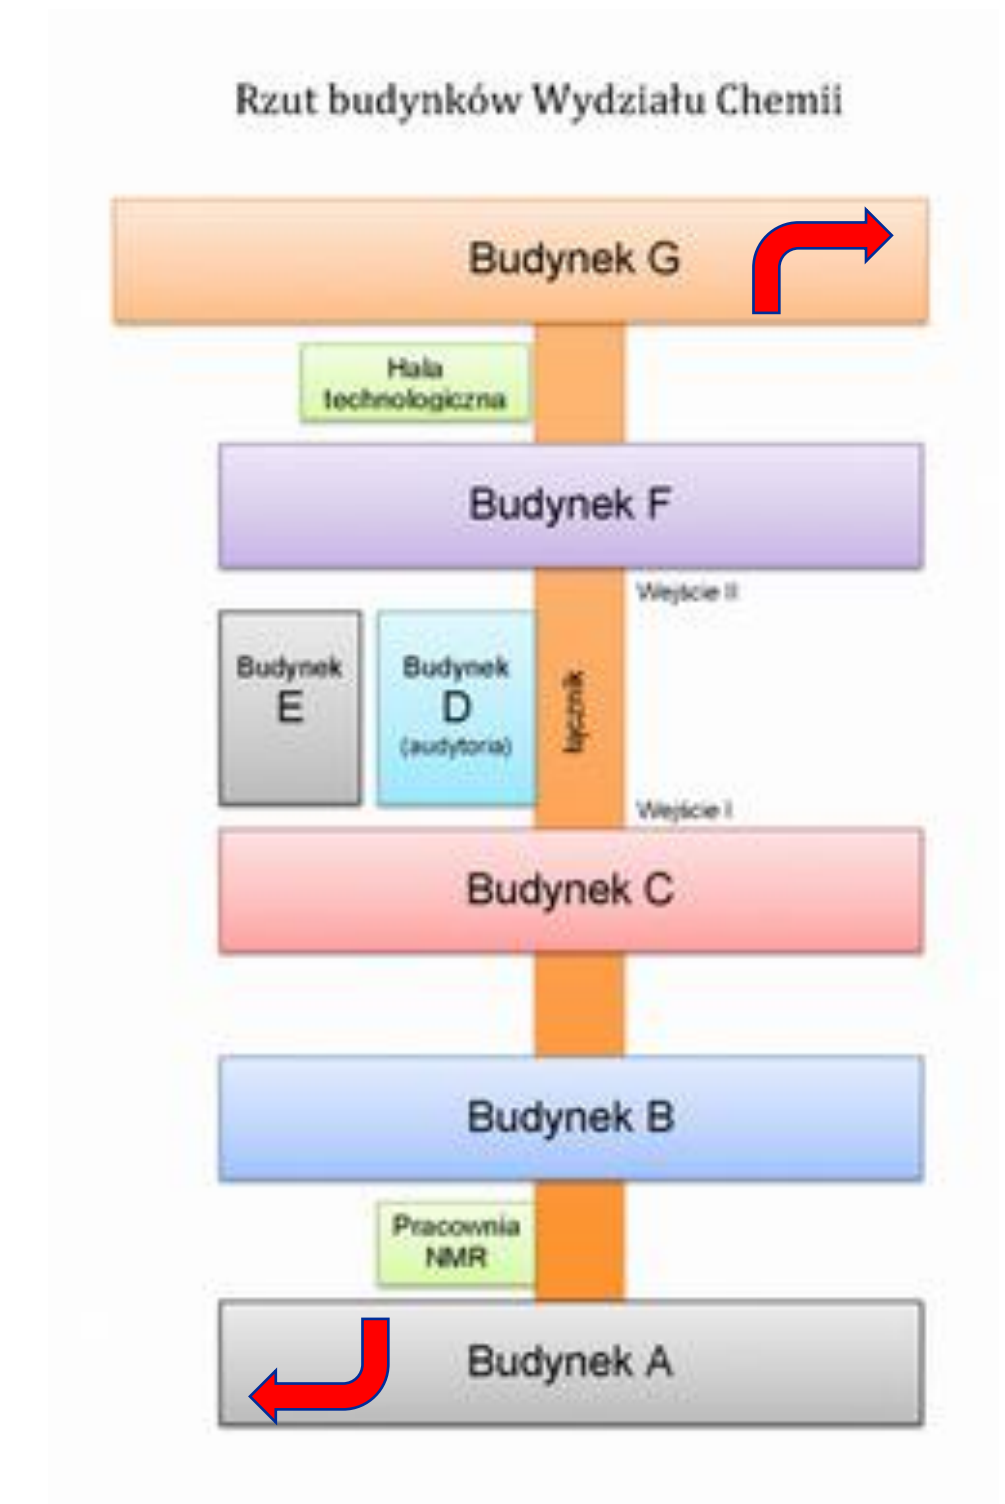 Rzut budynków Wydziału Chemii
Budynek G
Hala
technologiczna
Budynek F
Wejście II
Budynek
E
Budynek
D
(audytoria)
łącznik
Wejście I
Budynek C
Budynek B
Pracownia
NMR
Budynek A